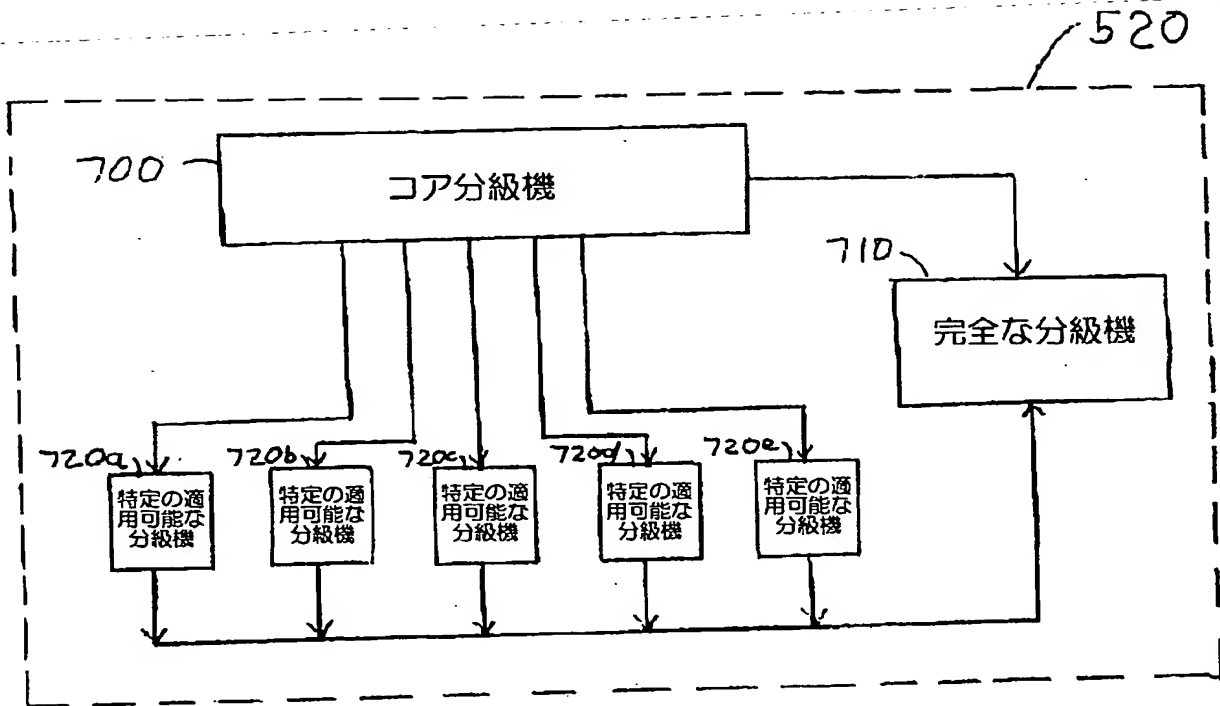 520
700
コア分級機
710
完全な分級機
720a
720b
720c
720d
720e
特定の適
用可能な
分級機
特定の適
用可能な
分級機
特定の適
用可能な
分級機
特定の適
用可能な
分級機
特定の適
用可能な
分級機